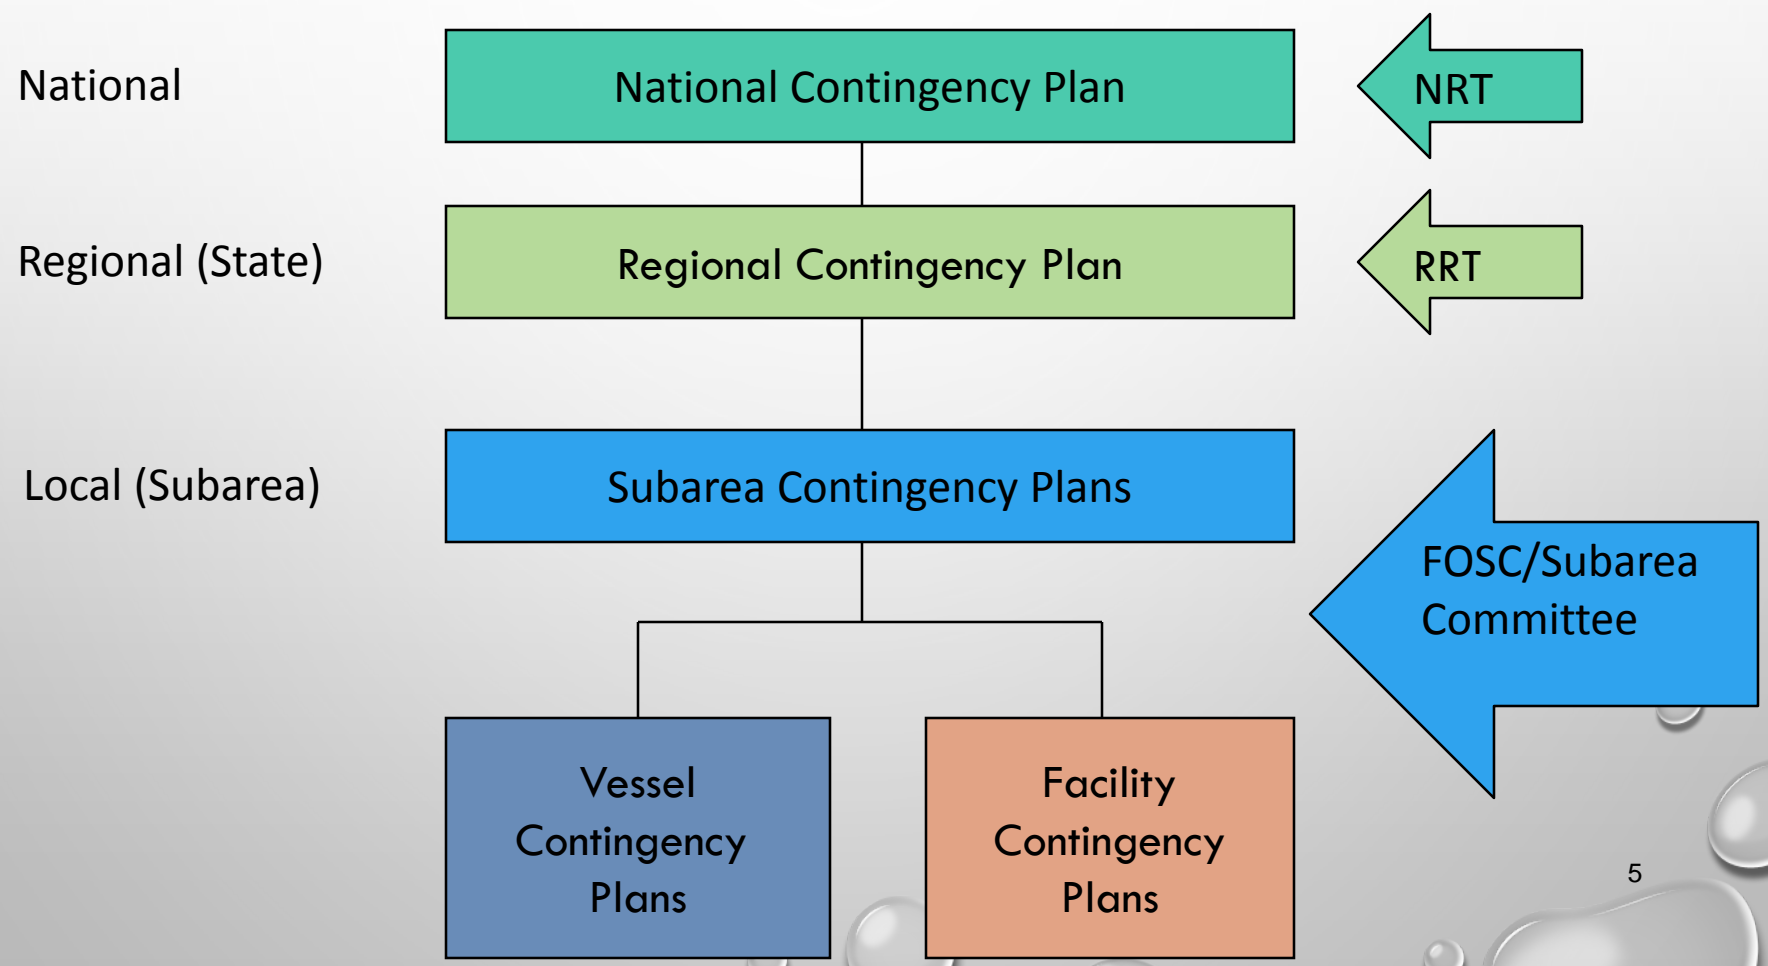 National
National Contingency Plan
NRT
Regional (State)
Regional Contingency Plan
RRT
Local (Subarea)
Subarea Contingency Plans
FOSC/Subarea
Committee
Vessel
Contingency
Plans
Facility
Contingency
Plans
5